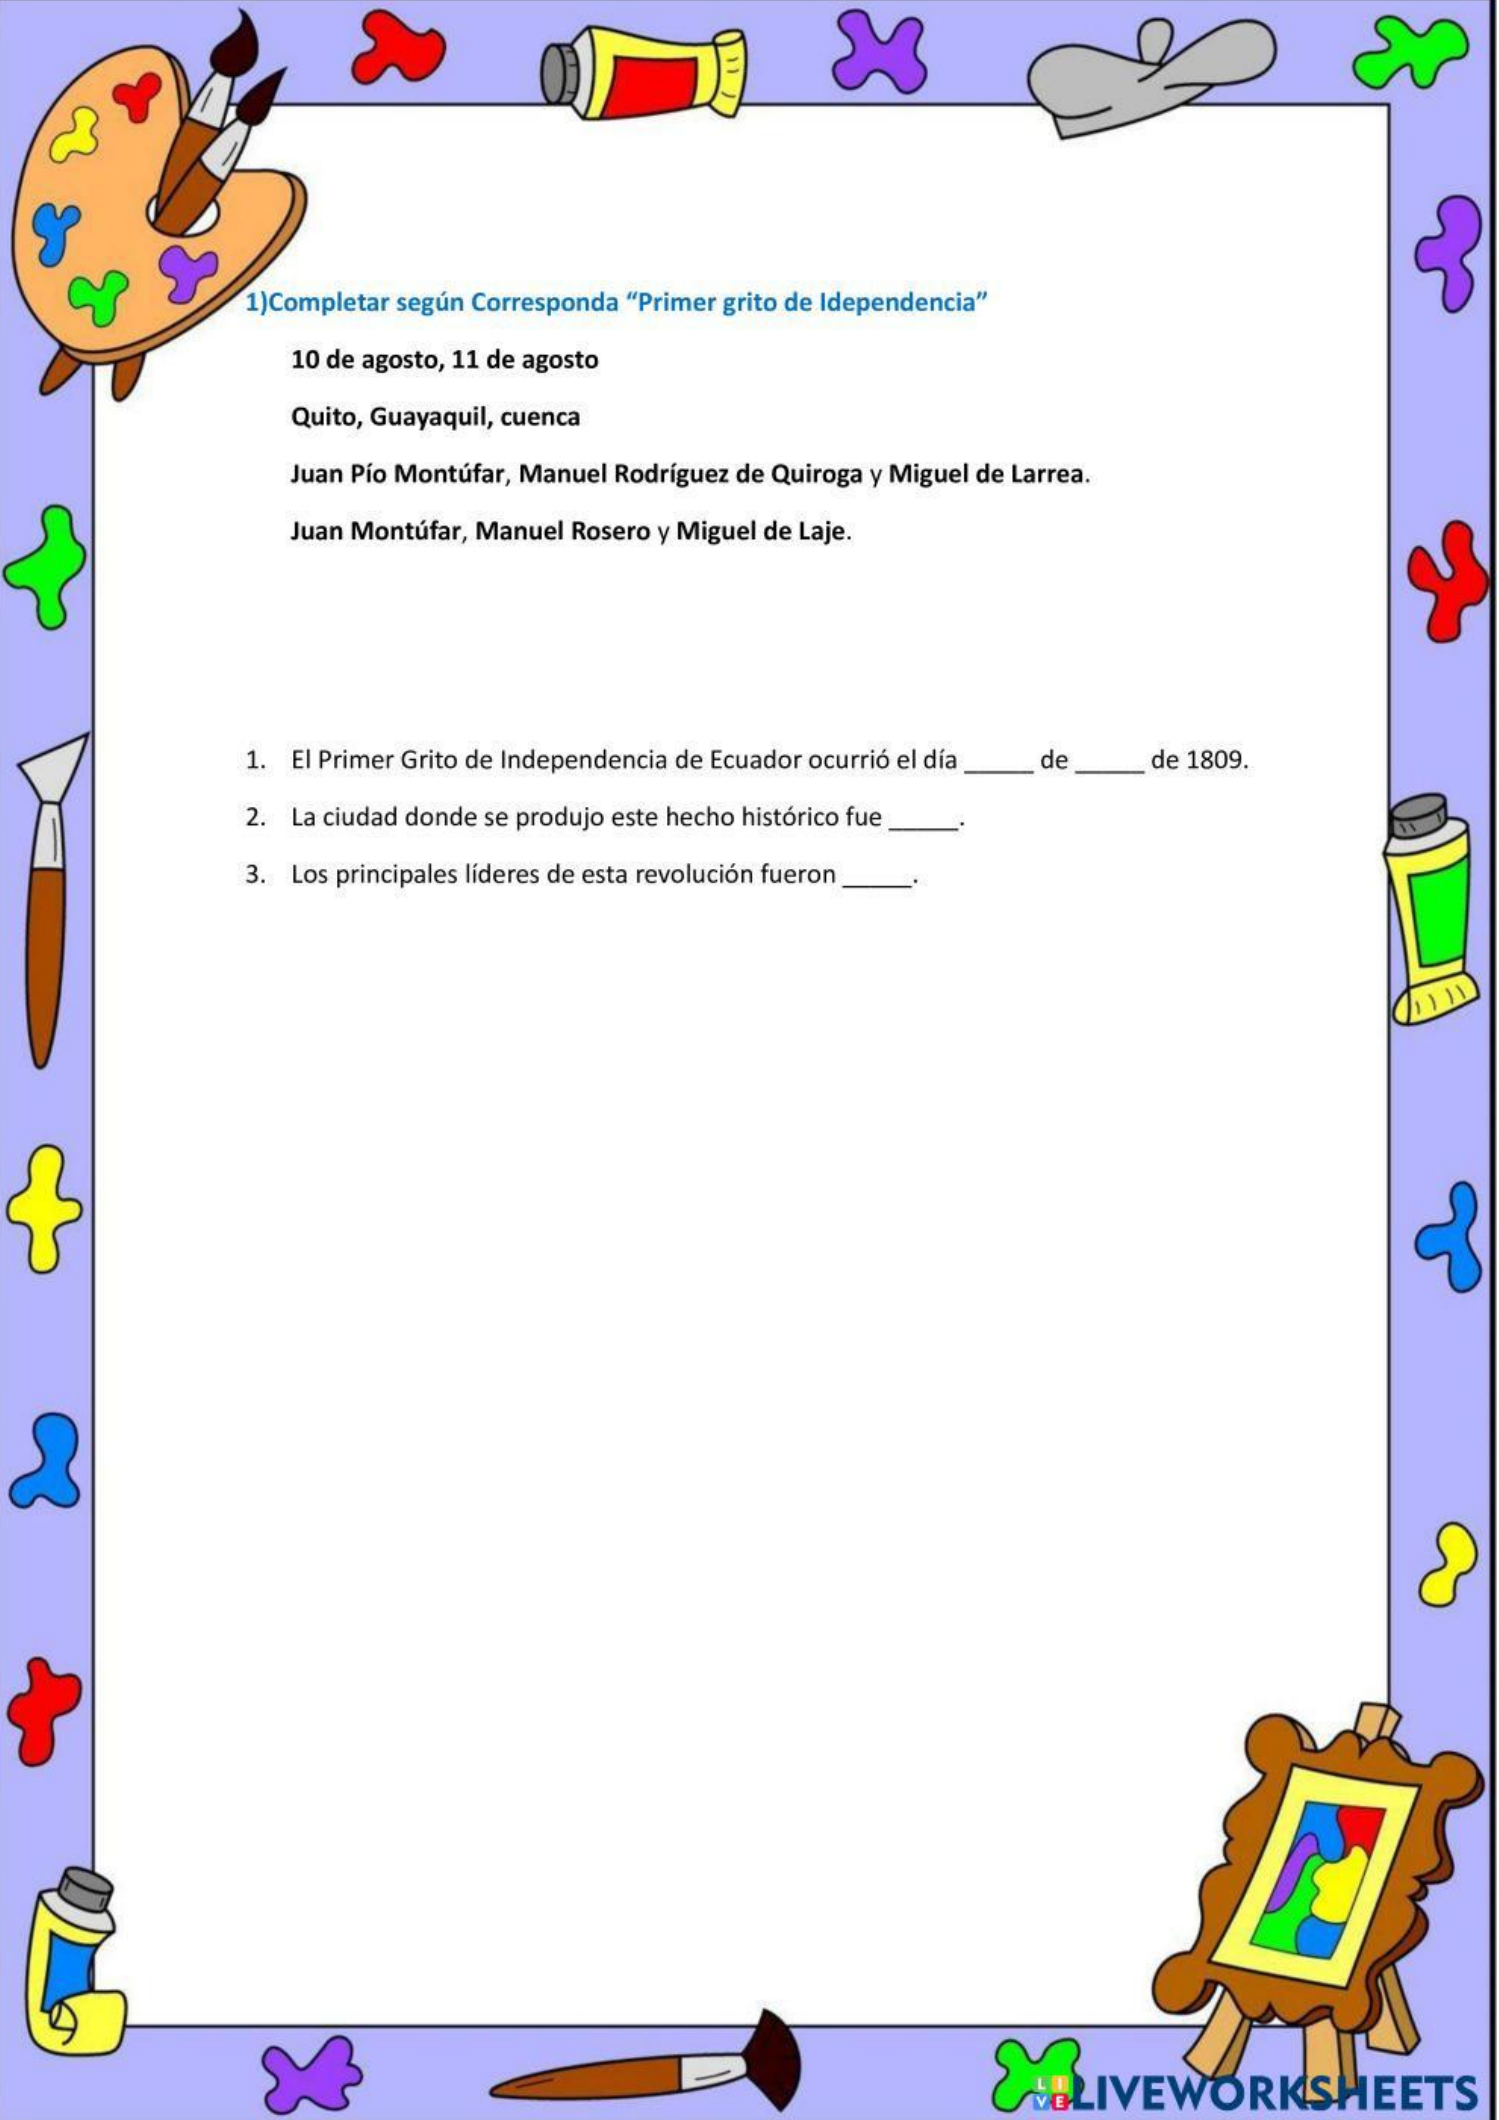 1)Completar según Corresponda “Primer grito de Idependencia”
10 de agosto, 11 de agosto
Quito, Guayaquil, cuenca
Juan Pío Montúfar, Manuel Rodríguez de Quiroga y Miguel de Larrea.
Juan Montúfar, Manuel Rosero y Miguel de Laje.
1. El Primer Grito de Independencia de Ecuador ocurrió el día _____ de _____ de 1809.
2. La ciudad donde se produjo este hecho histórico fue _____.
3. Los principales líderes de esta revolución fueron _____.
LIVE LIVEWORKSHEETS